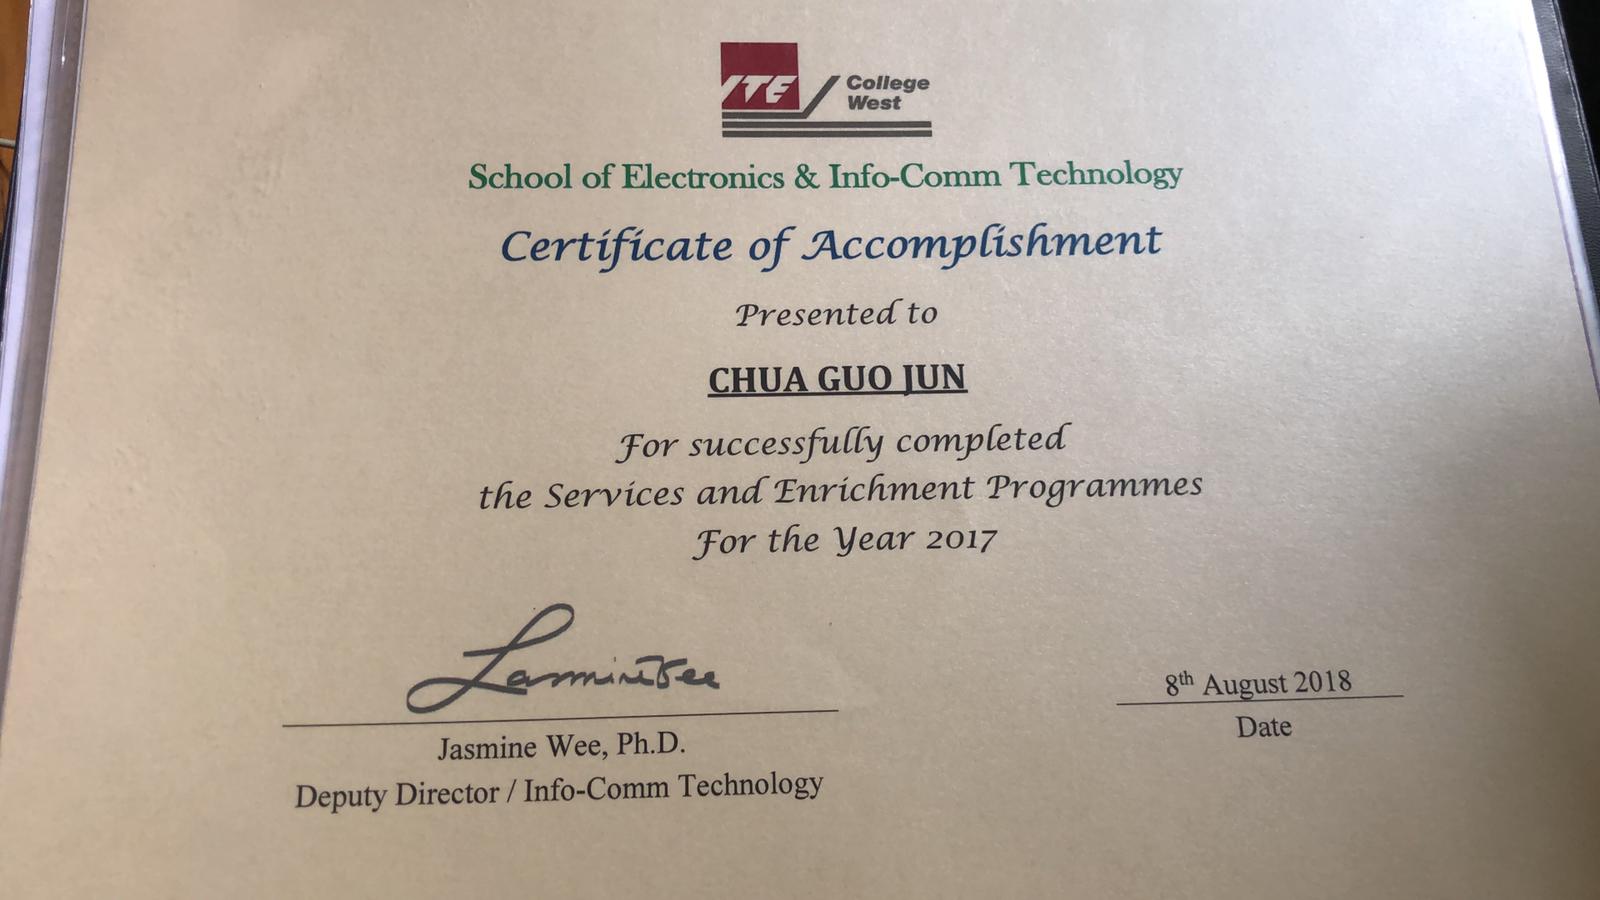 ITE College
West
School of Electronics & Info-Comm Technology
Certificate of Accomplishment
Presented to
CHUA GUO JUN
For successfully completed
the Services and Enrichment Programmes
For the Year 2017
Jasmine Wee
8th August 2018
Date
Jasmine Wee, Ph.D.
Deputy Director / Info-Comm Technology